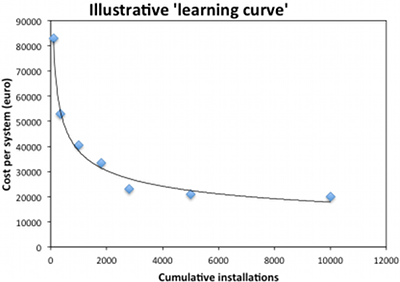 Illustrative 'learning curve'
90000
80000
70000
60000
50000
40000
30000
20000
10000
0
Cost per system (euro)
0 2000 4000 6000 8000 10000 12000
Cumulative installations